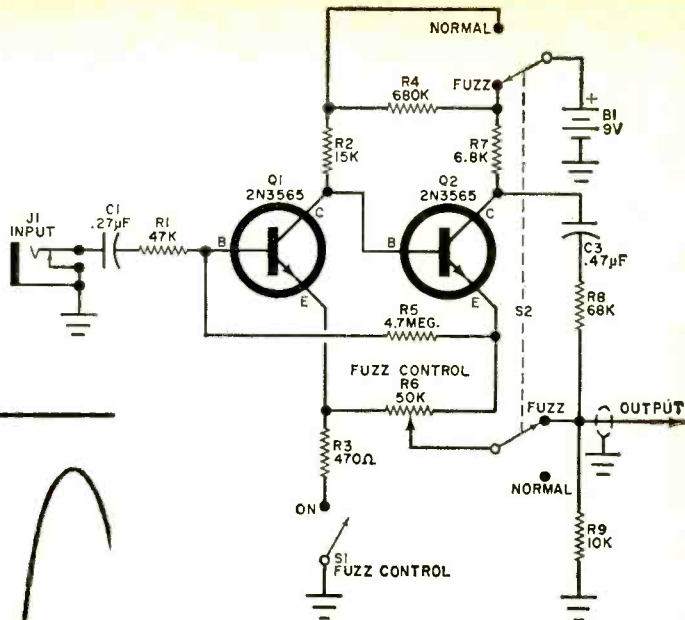 NORMAL
R4
680K
FUZZ
+
B1
9V
R2
15K
R7
6.8K
Q1
2N3565
Q2
2N3565
C
C
J1
INPUT
C1
.27µF
R1
47K
B
B
C3
.47µF
E
E
R5
4.7MEG.
S2
R8
68K
FUZZ CONTROL
R6
50K
FUZZ
OUTPUT
R3
470Ω
NORMAL
ON
R9
10K
S1
FUZZ CONTROL